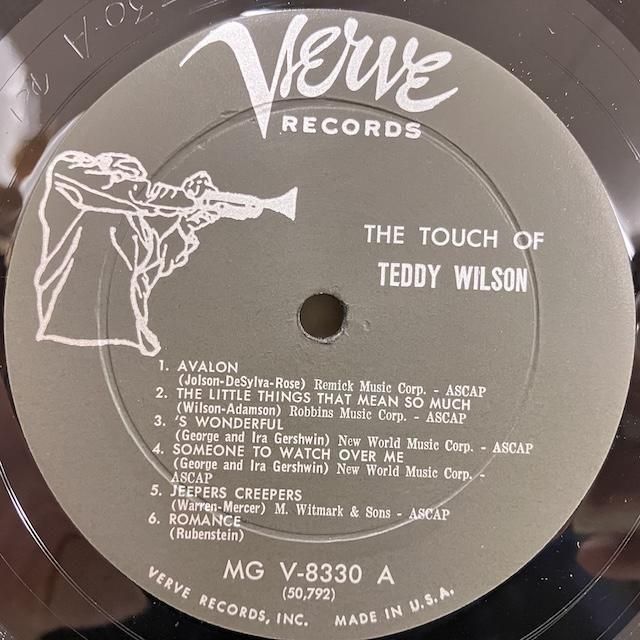 Verve
RECORDS
THE TOUCH OF
TEDDY WILSON
1. AVALON
(Jolson-DeSylva-Rose) Remick Music Corp. - ASCAP
2. THE LITTLE THINGS THAT MEAN SO MUCH
(Wilson-Adamson) Robbins Music Corp. - ASCAP
3. 'S WONDERFUL
(George and Ira Gershwin) New World Music Corp. - ASCAP
4. SOMEONE TO WATCH OVER ME
(George and Ira Gershwin) New World Music Corp. -
ASCAP
5. JEEPERS CREEPERS
(Warren-Mercer) M. Witmark & Sons - ASCAP
6. ROMANCE
(Rubenstein)
MG V-8330 A
(50,792)
VERVE RECORDS, INC. MADE IN U.S.A.